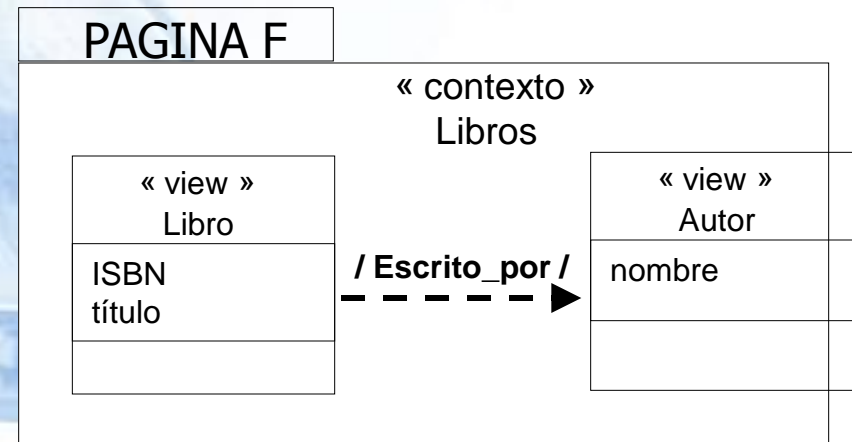 PAGINA F
« contexto »
Libros
« view »
Libro
ISBN
título
/ Escrito_por /
« view »
Autor
nombre